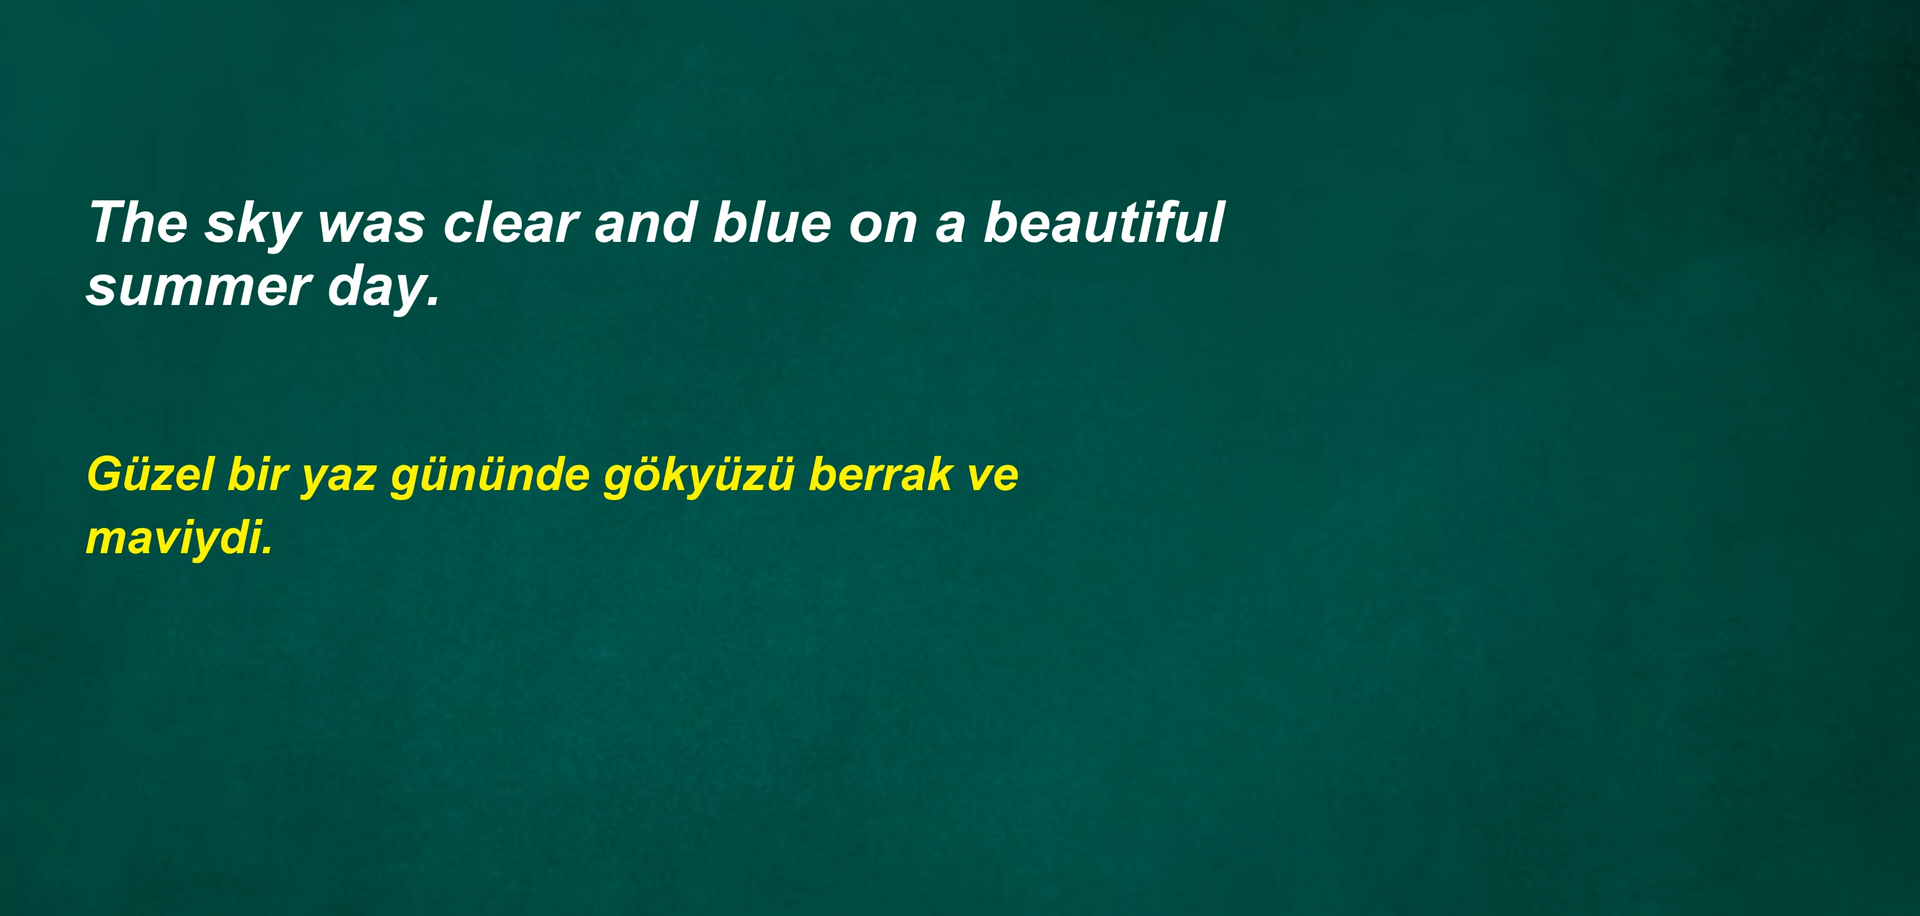 The sky was clear and blue on a beautiful
summer day.
Güzel bir yaz gününde gökyüzü berrak ve
maviydi.